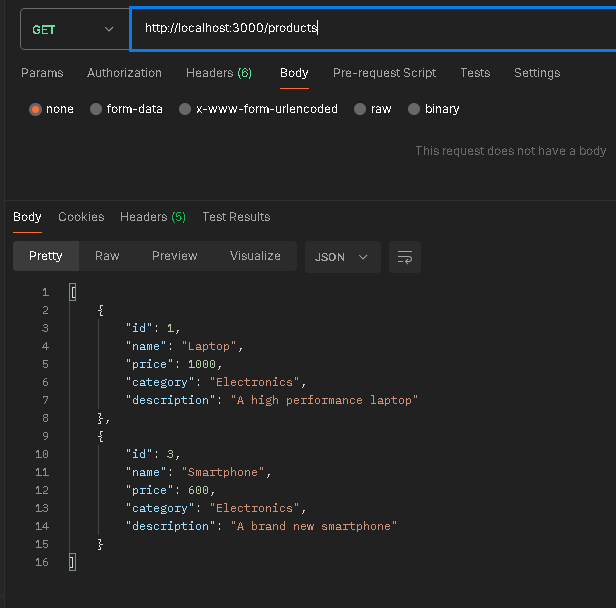 GET http://localhost:3000/products
Params Authorization Headers (6) Body Pre-request Script Tests Settings
none form-data x-www-form-urlencoded raw binary
This request does not have a body
Body Cookies Headers (5) Test Results
Pretty Raw Preview Visualize JSON
1 [
2 {
3 "id": 1,
4 "name": "Laptop",
5 "price": 1000,
6 "category": "Electronics",
7 "description": "A high performance laptop"
8 },
9 {
10 "id": 3,
11 "name": "Smartphone",
12 "price": 600,
13 "category": "Electronics",
14 "description": "A brand new smartphone"
15 }
16 ]